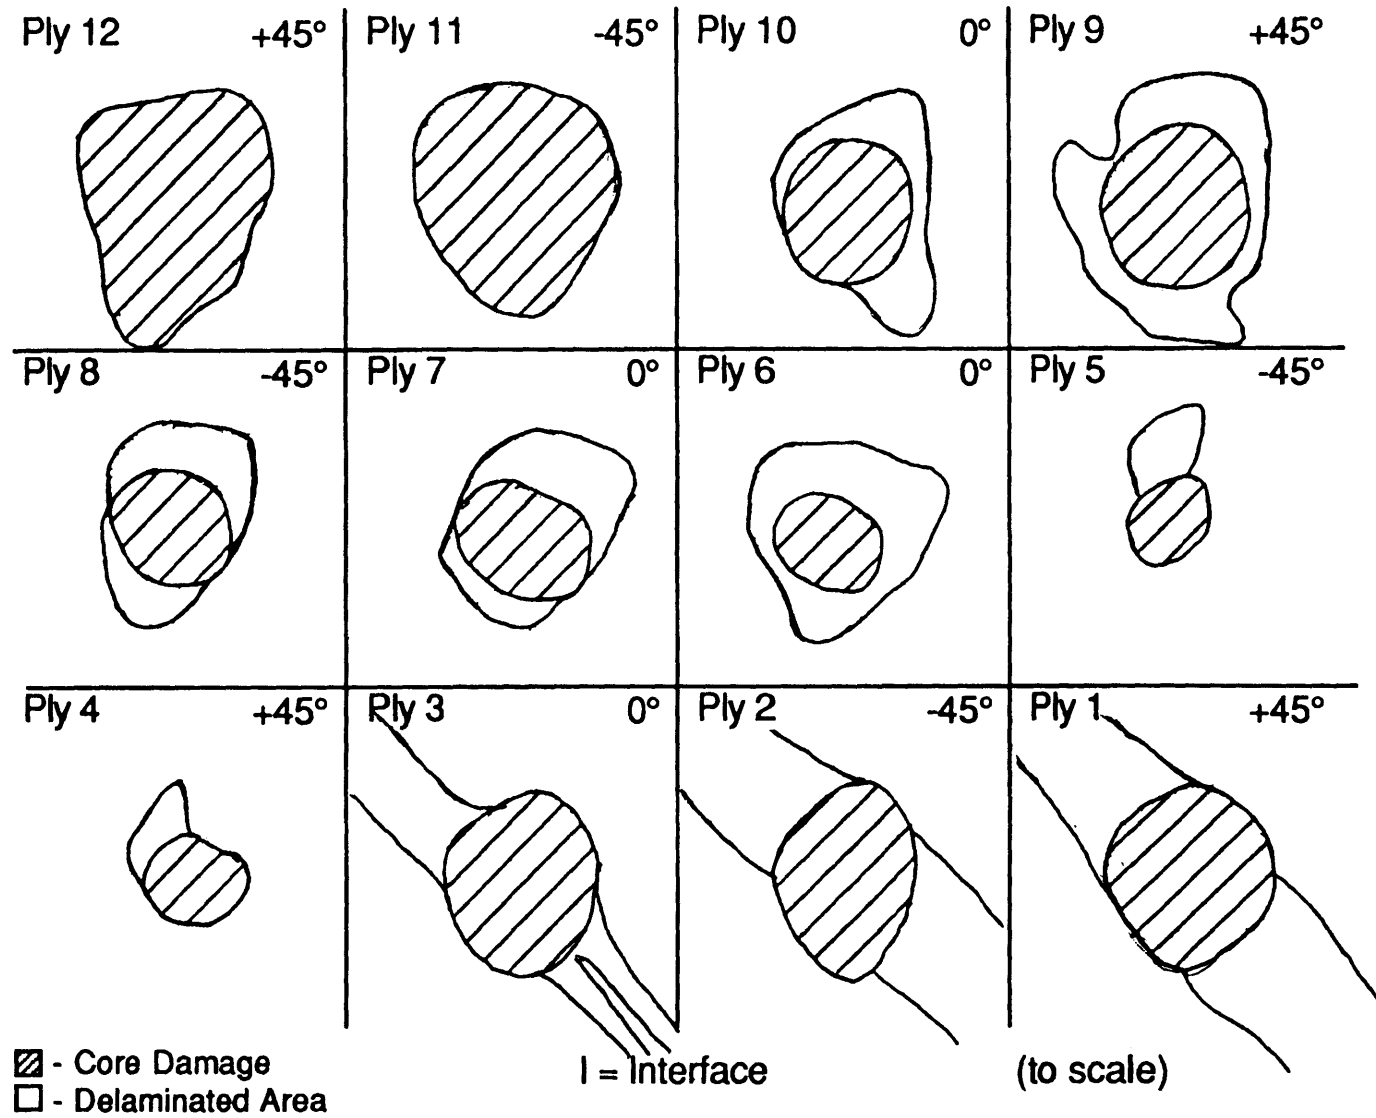 Ply 12 +45° Ply 11 -45° Ply 10 0° Ply 9 +45°
Ply 8 -45° Ply 7 0° Ply 6 0° Ply 5 -45°
Ply 4 +45° Ply 3 0° Ply 2 -45° Ply 1 +45°
- Core Damage I = Interface (to scale)
- Delaminated Area